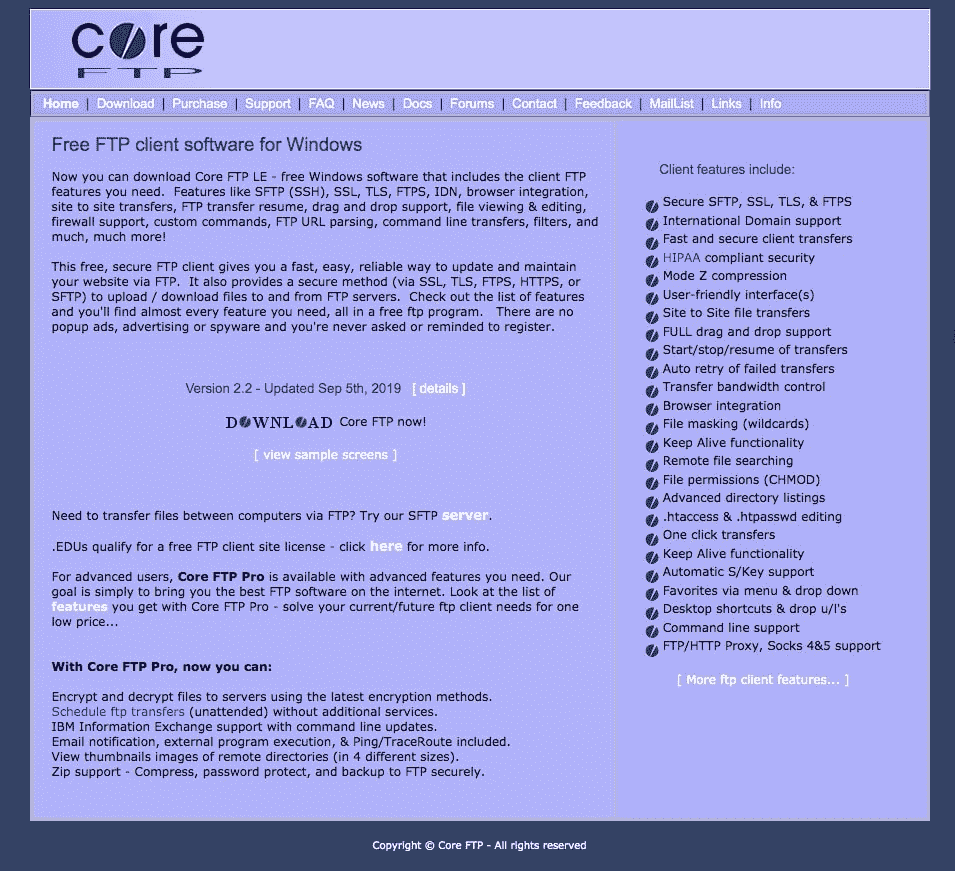 core
FTP
Home | Download | Purchase | Support | FAQ | News | Docs | Forums | Contact | Feedback | MailList | Links | Info
Free FTP client software for Windows
Now you can download Core FTP LE - free Windows software that includes the client FTP
features you need.  Features like SFTP (SSH), SSL, TLS, FTPS, IDN, browser integration,
site to site transfers, FTP transfer resume, drag and drop support, file viewing & editing,
firewall support, custom commands, FTP URL parsing, command line transfers, filters, and
much, much more!
This free, secure FTP client gives you a fast, easy, reliable way to update and maintain
your website via FTP.  It also provides a secure method (via SSL, TLS, FTPS, HTTPS, or
SFTP) to upload / download files to and from FTP servers.  Check out the list of features
and you'll find almost every feature you need, all in a free ftp program.   There are no
popup ads, advertising or spyware and you're never asked or reminded to register.
Version 2.2 - Updated Sep 5th, 2019   [ details ]
DOWNLOAD Core FTP now!
[ view sample screens ]
Need to transfer files between computers via FTP? Try our SFTP server.
.EDUs qualify for a free FTP client site license - click here for more info.
For advanced users, Core FTP Pro is available with advanced features you need. Our
goal is simply to bring you the best FTP software on the internet. Look at the list of
features you get with Core FTP Pro - solve your current/future ftp client needs for one
low price...
With Core FTP Pro, now you can:
Encrypt and decrypt files to servers using the latest encryption methods.
Schedule ftp transfers (unattended) without additional services.
IBM Information Exchange support with command line updates.
Email notification, external program execution, & Ping/TraceRoute included.
View thumbnails images of remote directories (in 4 different sizes).
Zip support - Compress, password protect, and backup to FTP securely.
Client features include:
Secure SFTP, SSL, TLS, & FTPS
International Domain support
Fast and secure client transfers
HIPAA compliant security
Mode Z compression
User-friendly interface(s)
Site to Site file transfers
FULL drag and drop support
Start/stop/resume of transfers
Auto retry of failed transfers
Transfer bandwidth control
Browser integration
File masking (wildcards)
Keep Alive functionality
Remote file searching
File permissions (CHMOD)
Advanced directory listings
.htaccess & .htpasswd editing
One click transfers
Keep Alive functionality
Automatic S/Key support
Favorites via menu & drop down
Desktop shortcuts & drop u/l's
Command line support
FTP/HTTP Proxy, Socks 4&5 support
[ More ftp client features... ]
Copyright © Core FTP - All rights reserved